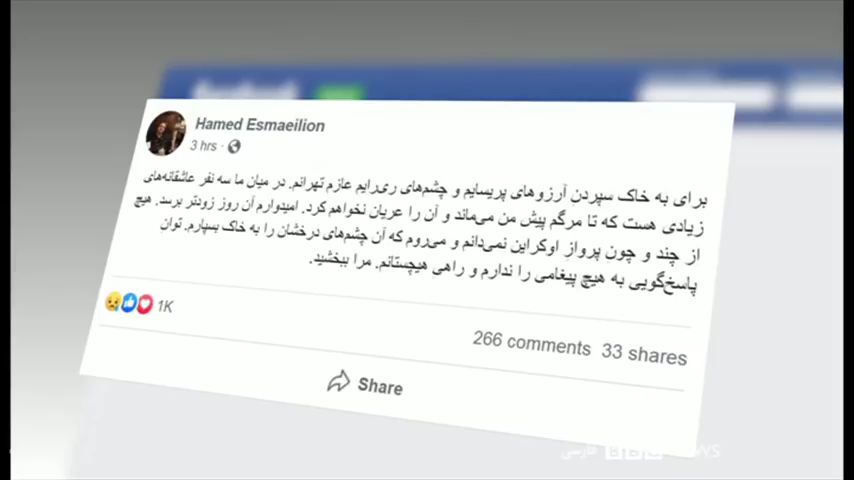 Hamed Esmaeilion
3 hrs ·
برای به خاک سپردن آرزوهای پریسایم و چشم‌های ری‌رایم عازم تهرانم. در میان ما سه نفر عاشقانه‌های
زیادی هست که تا مرگم پیش من می‌ماند و آن را عریان نخواهم کرد. امیدوارم آن روز زودتر برسد. هیچ
از چند و چون پرواز اوکراین نمی‌دانم و می‌روم که آن چشم‌های درخشان را به خاک بسپارم. توان
پاسخ‌گویی به هیچ پیغامی را ندارم و راهی هیچستانم. مرا ببخشید.
1K
266 comments 33 shares
Share
BBC NEWS فارسی